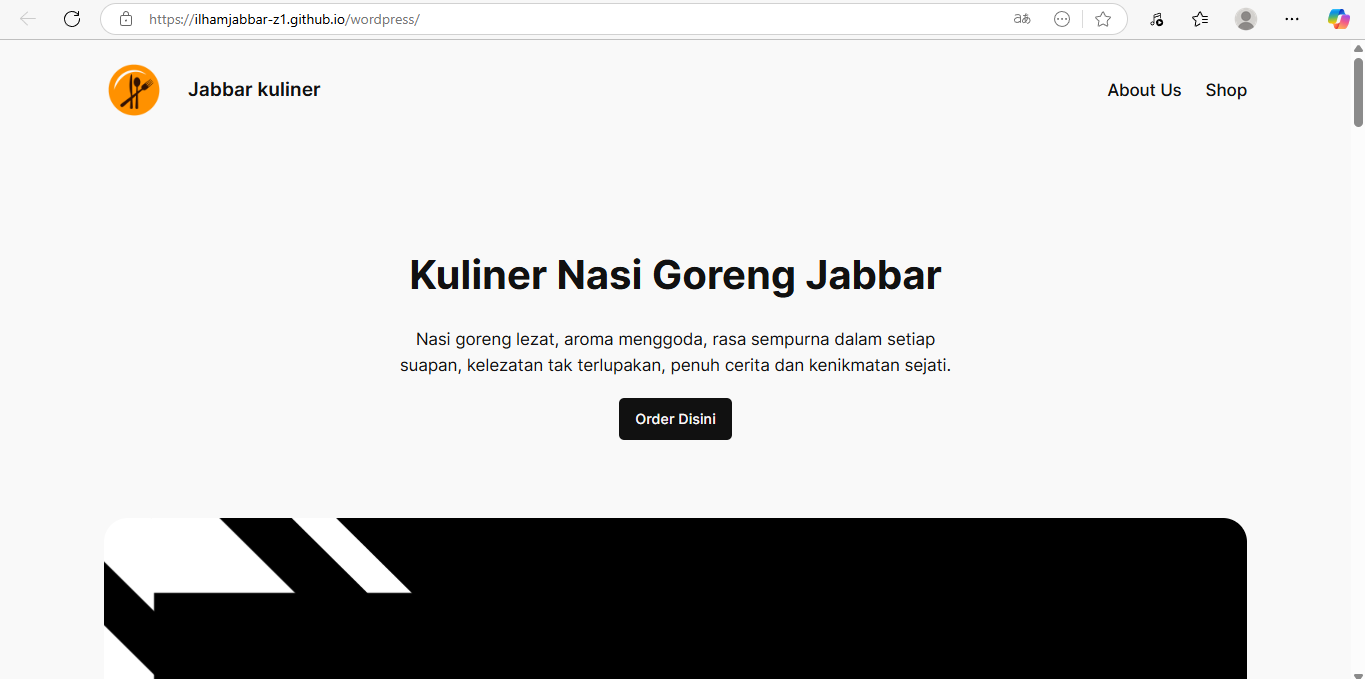 https://ilhamjabbar-z1.github.io/wordpress/
Jabbar kuliner
About Us
Shop
Kuliner Nasi Goreng Jabbar
Nasi goreng lezat, aroma menggoda, rasa sempurna dalam setiap
suapan, kelezatan tak terlupakan, penuh cerita dan kenikmatan sejati.
Order Disini